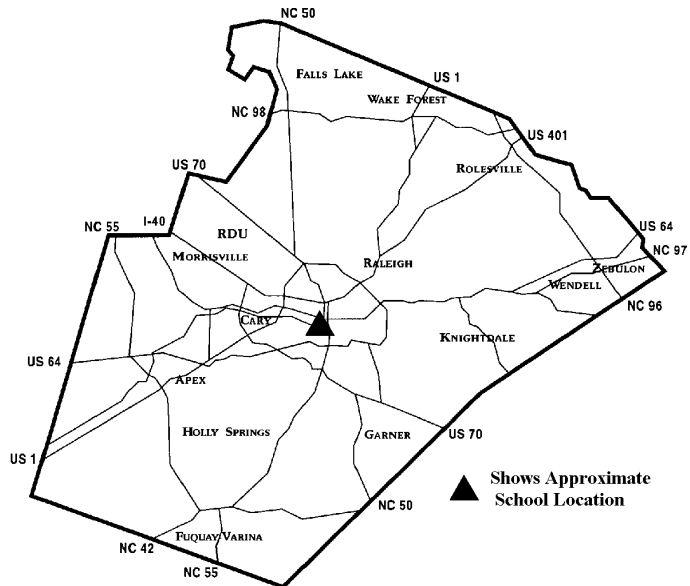 NC 50
FALLS LAKE
US 1
WAKE FOREST
NC 98
US 401
US 70
ROLESVILLE
NC 55
I-40
RDU
US 64
MORRISVILLE
RALEIGH
NC 97
ZEBULON
WENDELL
NC 96
CARY
KNIGHTDALE
US 64
APEX
HOLLY SPRINGS
GARNER
US 70
US 1
Shows Approximate
School Location
NC 50
FUQUAY VARINA
NC 42
NC 55